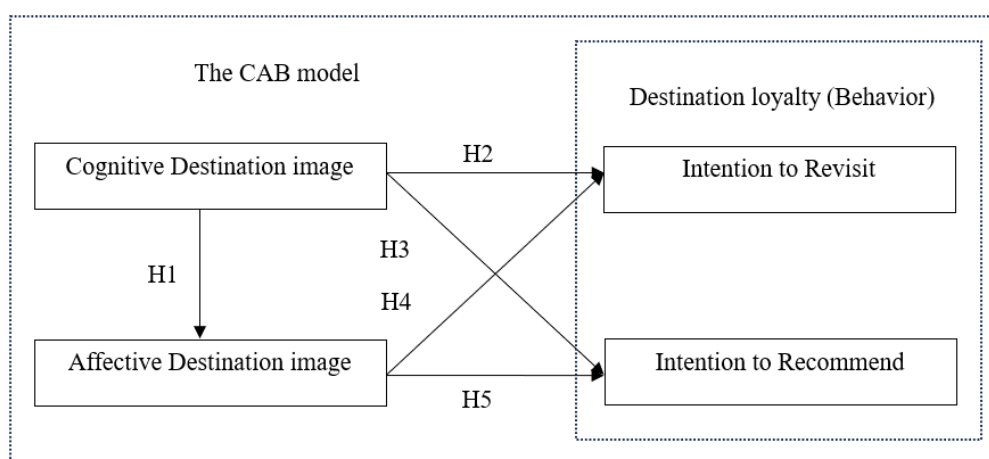 The CAB model
Destination loyalty (Behavior)
Cognitive Destination image
H2
Intention to Revisit
H3
H1
H4
Affective Destination image
Intention to Recommend
H5